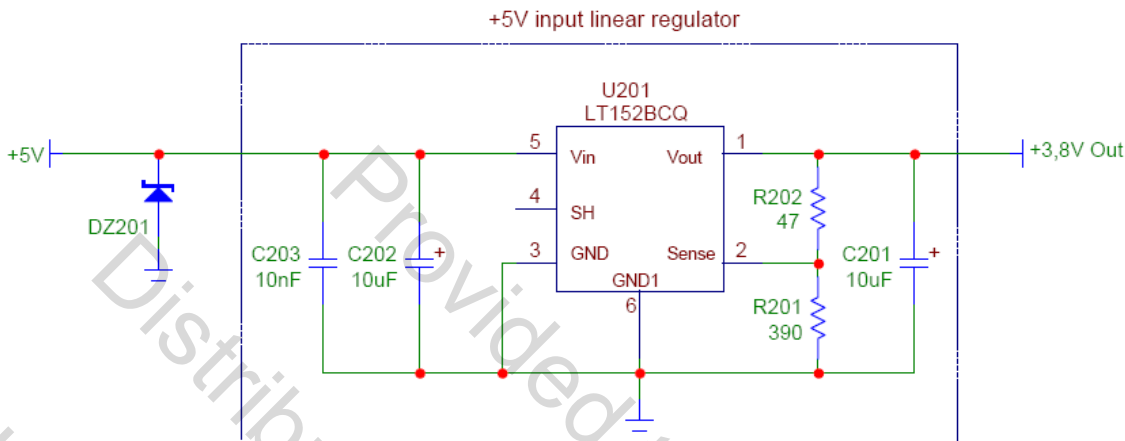 +5V input linear regulator
U201
LT152BCQ
+5V
5
Vin
Vout
1
+3,8V Out
4
SH
R202
47
DZ201
C203
10nF
C202
10uF
+
3
GND
Sense
2
GND1
6
C201
10uF
+
R201
390
Provided
Distribu